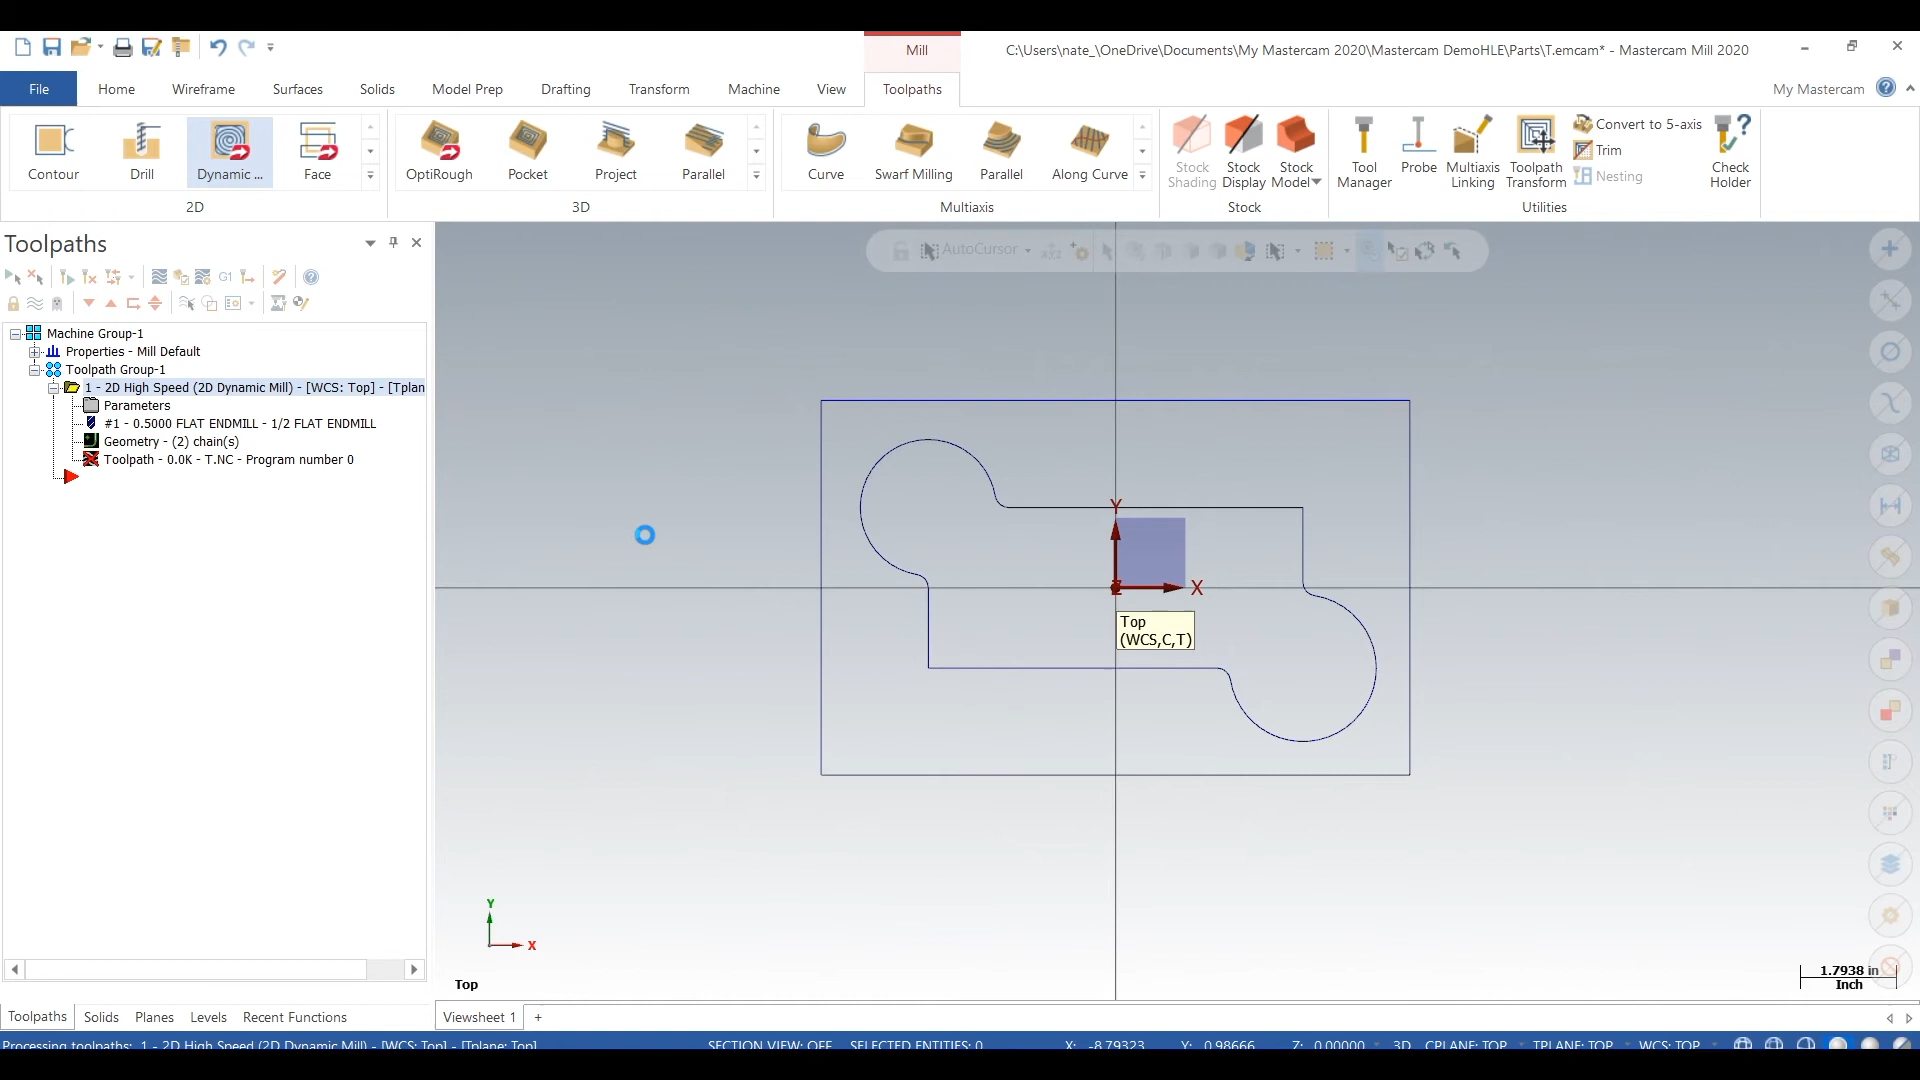 Mill
C:\Users\nate_\OneDrive\Documents\My Mastercam 2020\Mastercam DemoHLE\Parts\T.emcam* - Mastercam Mill 2020
File
Home
Wireframe
Surfaces
Solids
Model Prep
Drafting
Transform
Machine
View
Toolpaths
My Mastercam
Contour
Drill
Dynamic ...
Face
OptiRough
Pocket
Project
Parallel
Curve
Swarf Milling
Parallel
Along Curve
Stock Shading
Stock Display
Stock Model
Tool Manager
Probe
Multiaxis Linking
Toolpath Transform
Convert to 5-axis
Trim
Nesting
Check Holder
2D
3D
Multiaxis
Stock
Utilities
Toolpaths
AutoCursor
G1
Machine Group-1
Properties - Mill Default
Toolpath Group-1
1 - 2D High Speed (2D Dynamic Mill) - [WCS: Top] - [Tplan
Parameters
#1 - 0.5000 FLAT ENDMILL - 1/2 FLAT ENDMILL
Geometry - (2) chain(s)
Toolpath - 0.0K - T.NC - Program number 0
Y
X
Z
Top
(WCS,C,T)
Y
X
Top
1.7938 in
Inch
Toolpaths
Solids
Planes
Levels
Recent Functions
Viewsheet 1
+
Processing toolpaths: 1 - 2D High Speed (2D Dynamic Mill) - [WCS: Top] - [Tplane: Top]
SECTION VIEW: OFF
SELECTED ENTITIES: 0
X: -8.79323
Y: 0.98666
Z: 0.00000
3D
CPLANE: TOP
TPLANE: TOP
WCS: TOP